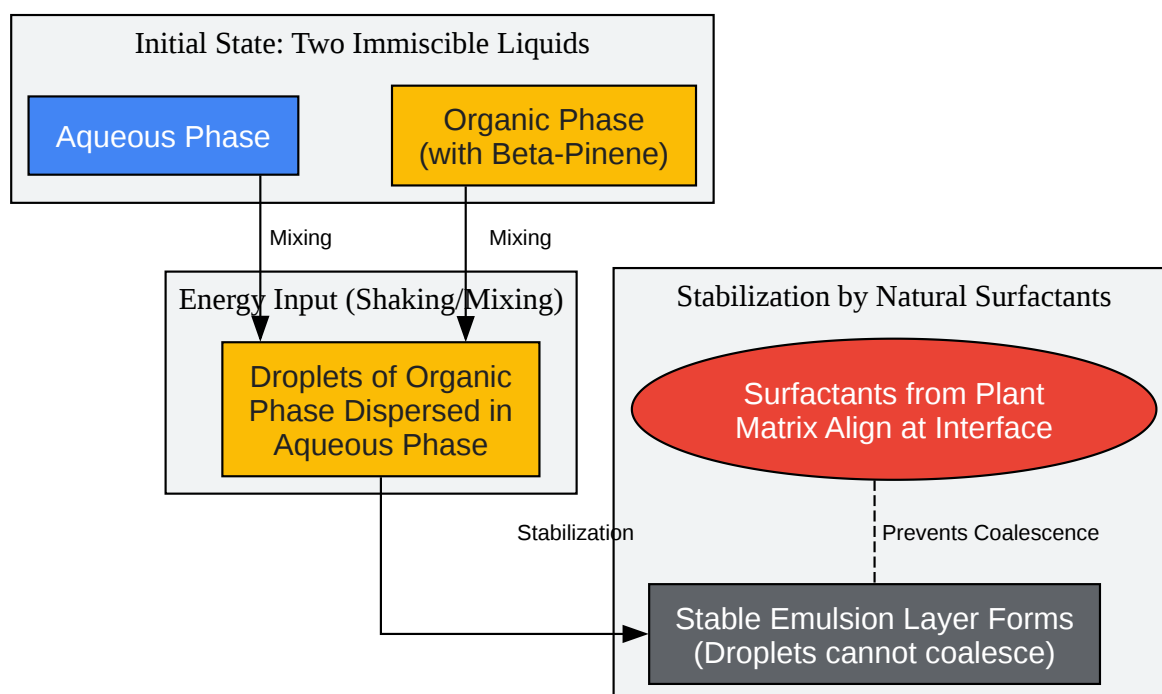 Initial State: Two Immiscible Liquids
Aqueous Phase
Organic Phase
(with Beta-Pinene)
Mixing
Mixing
Energy Input (Shaking/Mixing)
Droplets of Organic
Phase Dispersed in
Aqueous Phase
Stabilization by Natural Surfactants
Surfactants from Plant
Matrix Align at Interface
Stabilization
Prevents Coalescence
Stable Emulsion Layer Forms
(Droplets cannot coalesce)